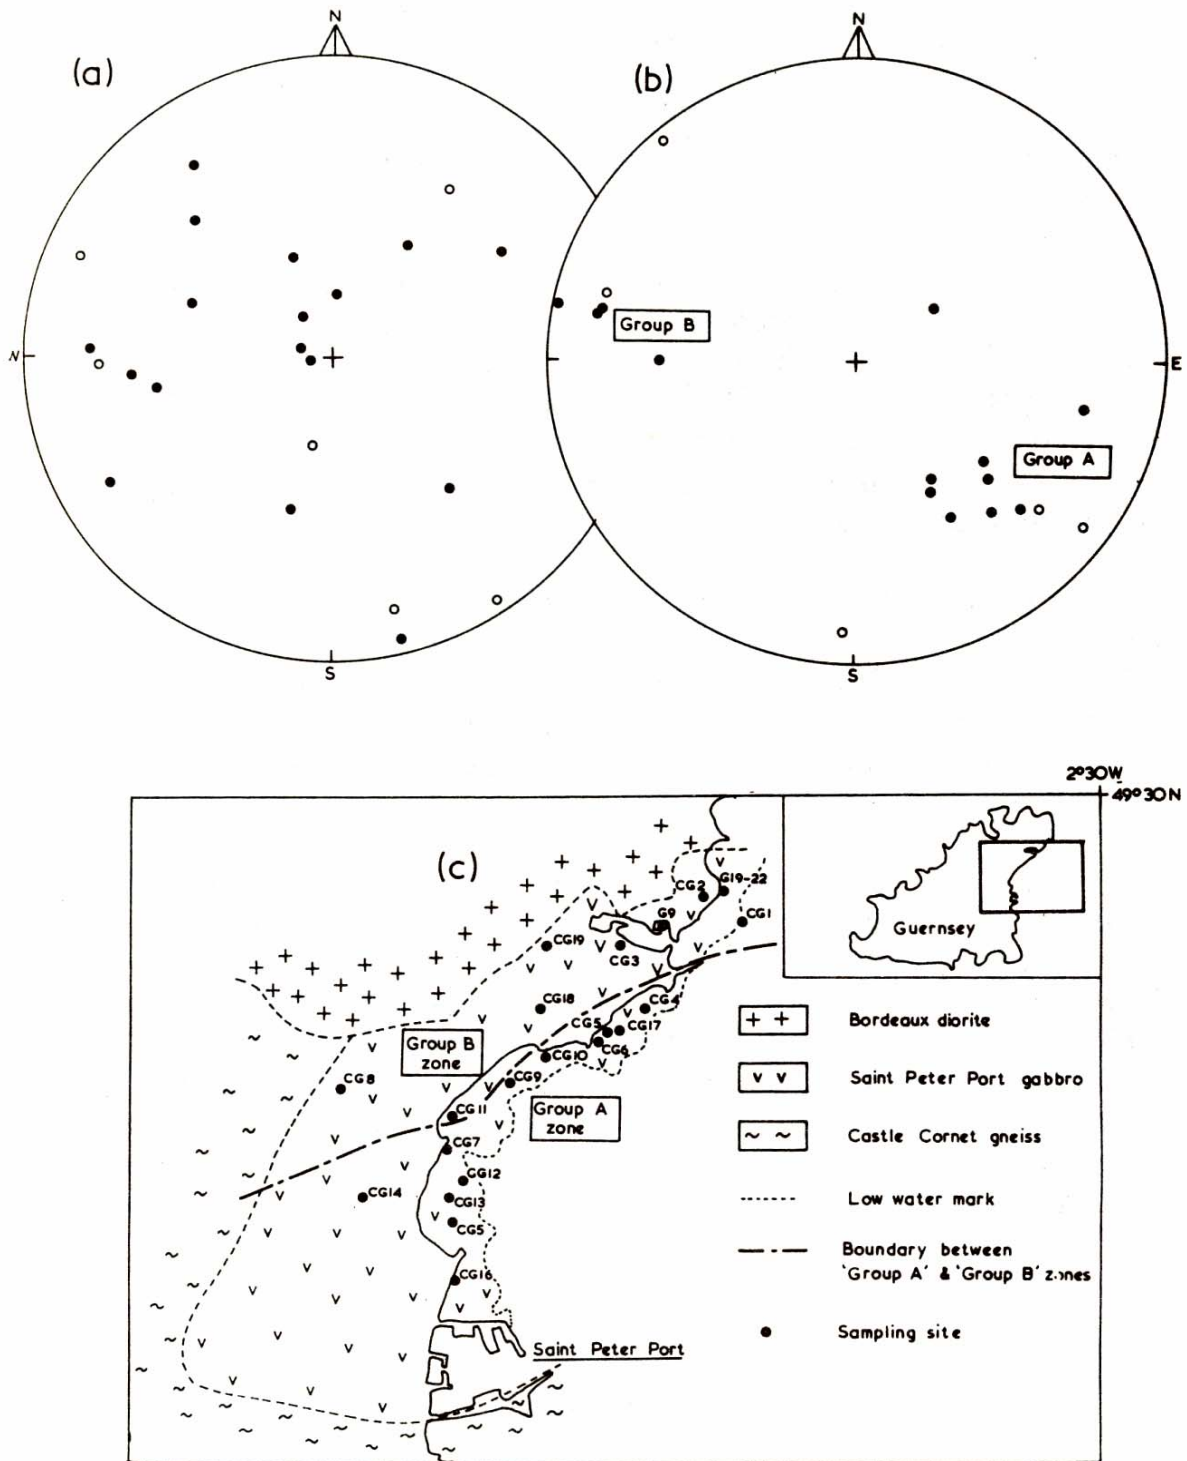 N
(a)
N
S
N
(b)
Group B
Group A
E
S
2°30W
49°30N
(c)
CG2
G19-22
G9
CG1
CG19
CG3
CG18
CG4
CG5
CG17
CG6
CG10
Group B
zone
CG8
CG9
CG11
Group A
zone
CG7
CG12
CG14
CG13
CG5
CG16
Saint Peter Port
Guernsey
Bordeaux diorite
Saint Peter Port gabbro
Castle Cornet gneiss
Low water mark
Boundary between
'Group A' & 'Group B' zones
Sampling site